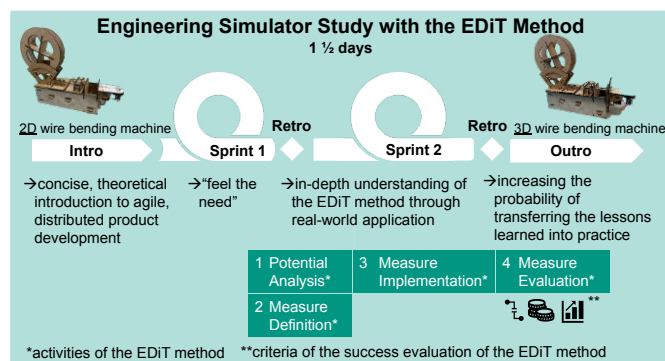 Engineering Simulator Study with the EDiT Method
1 ½ days
2D wire bending machine
Retro
Retro
3D wire bending machine
Intro
Sprint 1
Sprint 2
Outro
→concise, theoretical
introduction to agile,
distributed product
development
→"feel the
need"
→in-depth understanding of
the EDiT method through
real-world application
→increasing the
probability of
transferring the lessons
learned into practice
1 Potential
Analysis*
2 Measure
Definition*
3 Measure
Implementation*
4 Measure
Evaluation*
**
*activities of the EDiT method
**criteria of the success evaluation of the EDiT method